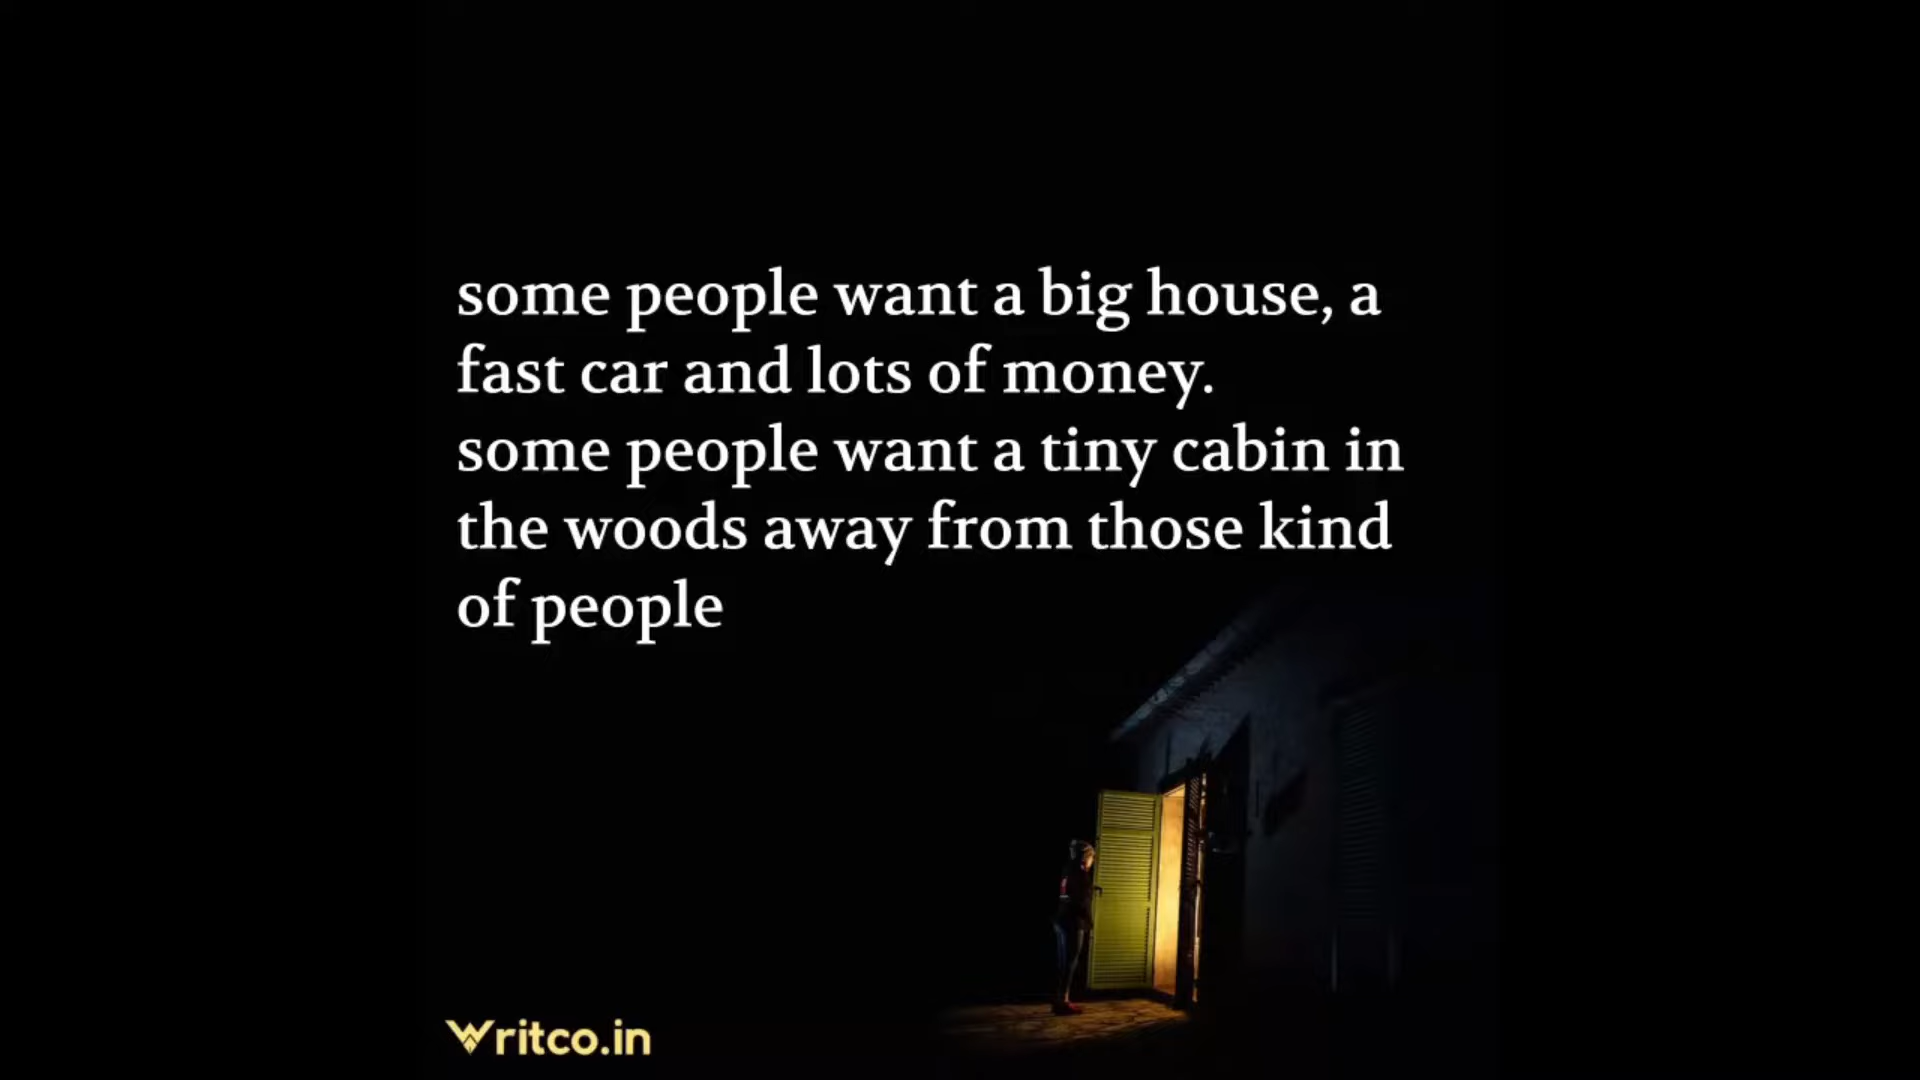 some people want a big house, a
fast car and lots of money.
some people want a tiny cabin in
the woods away from those kind
of people
Writco.in